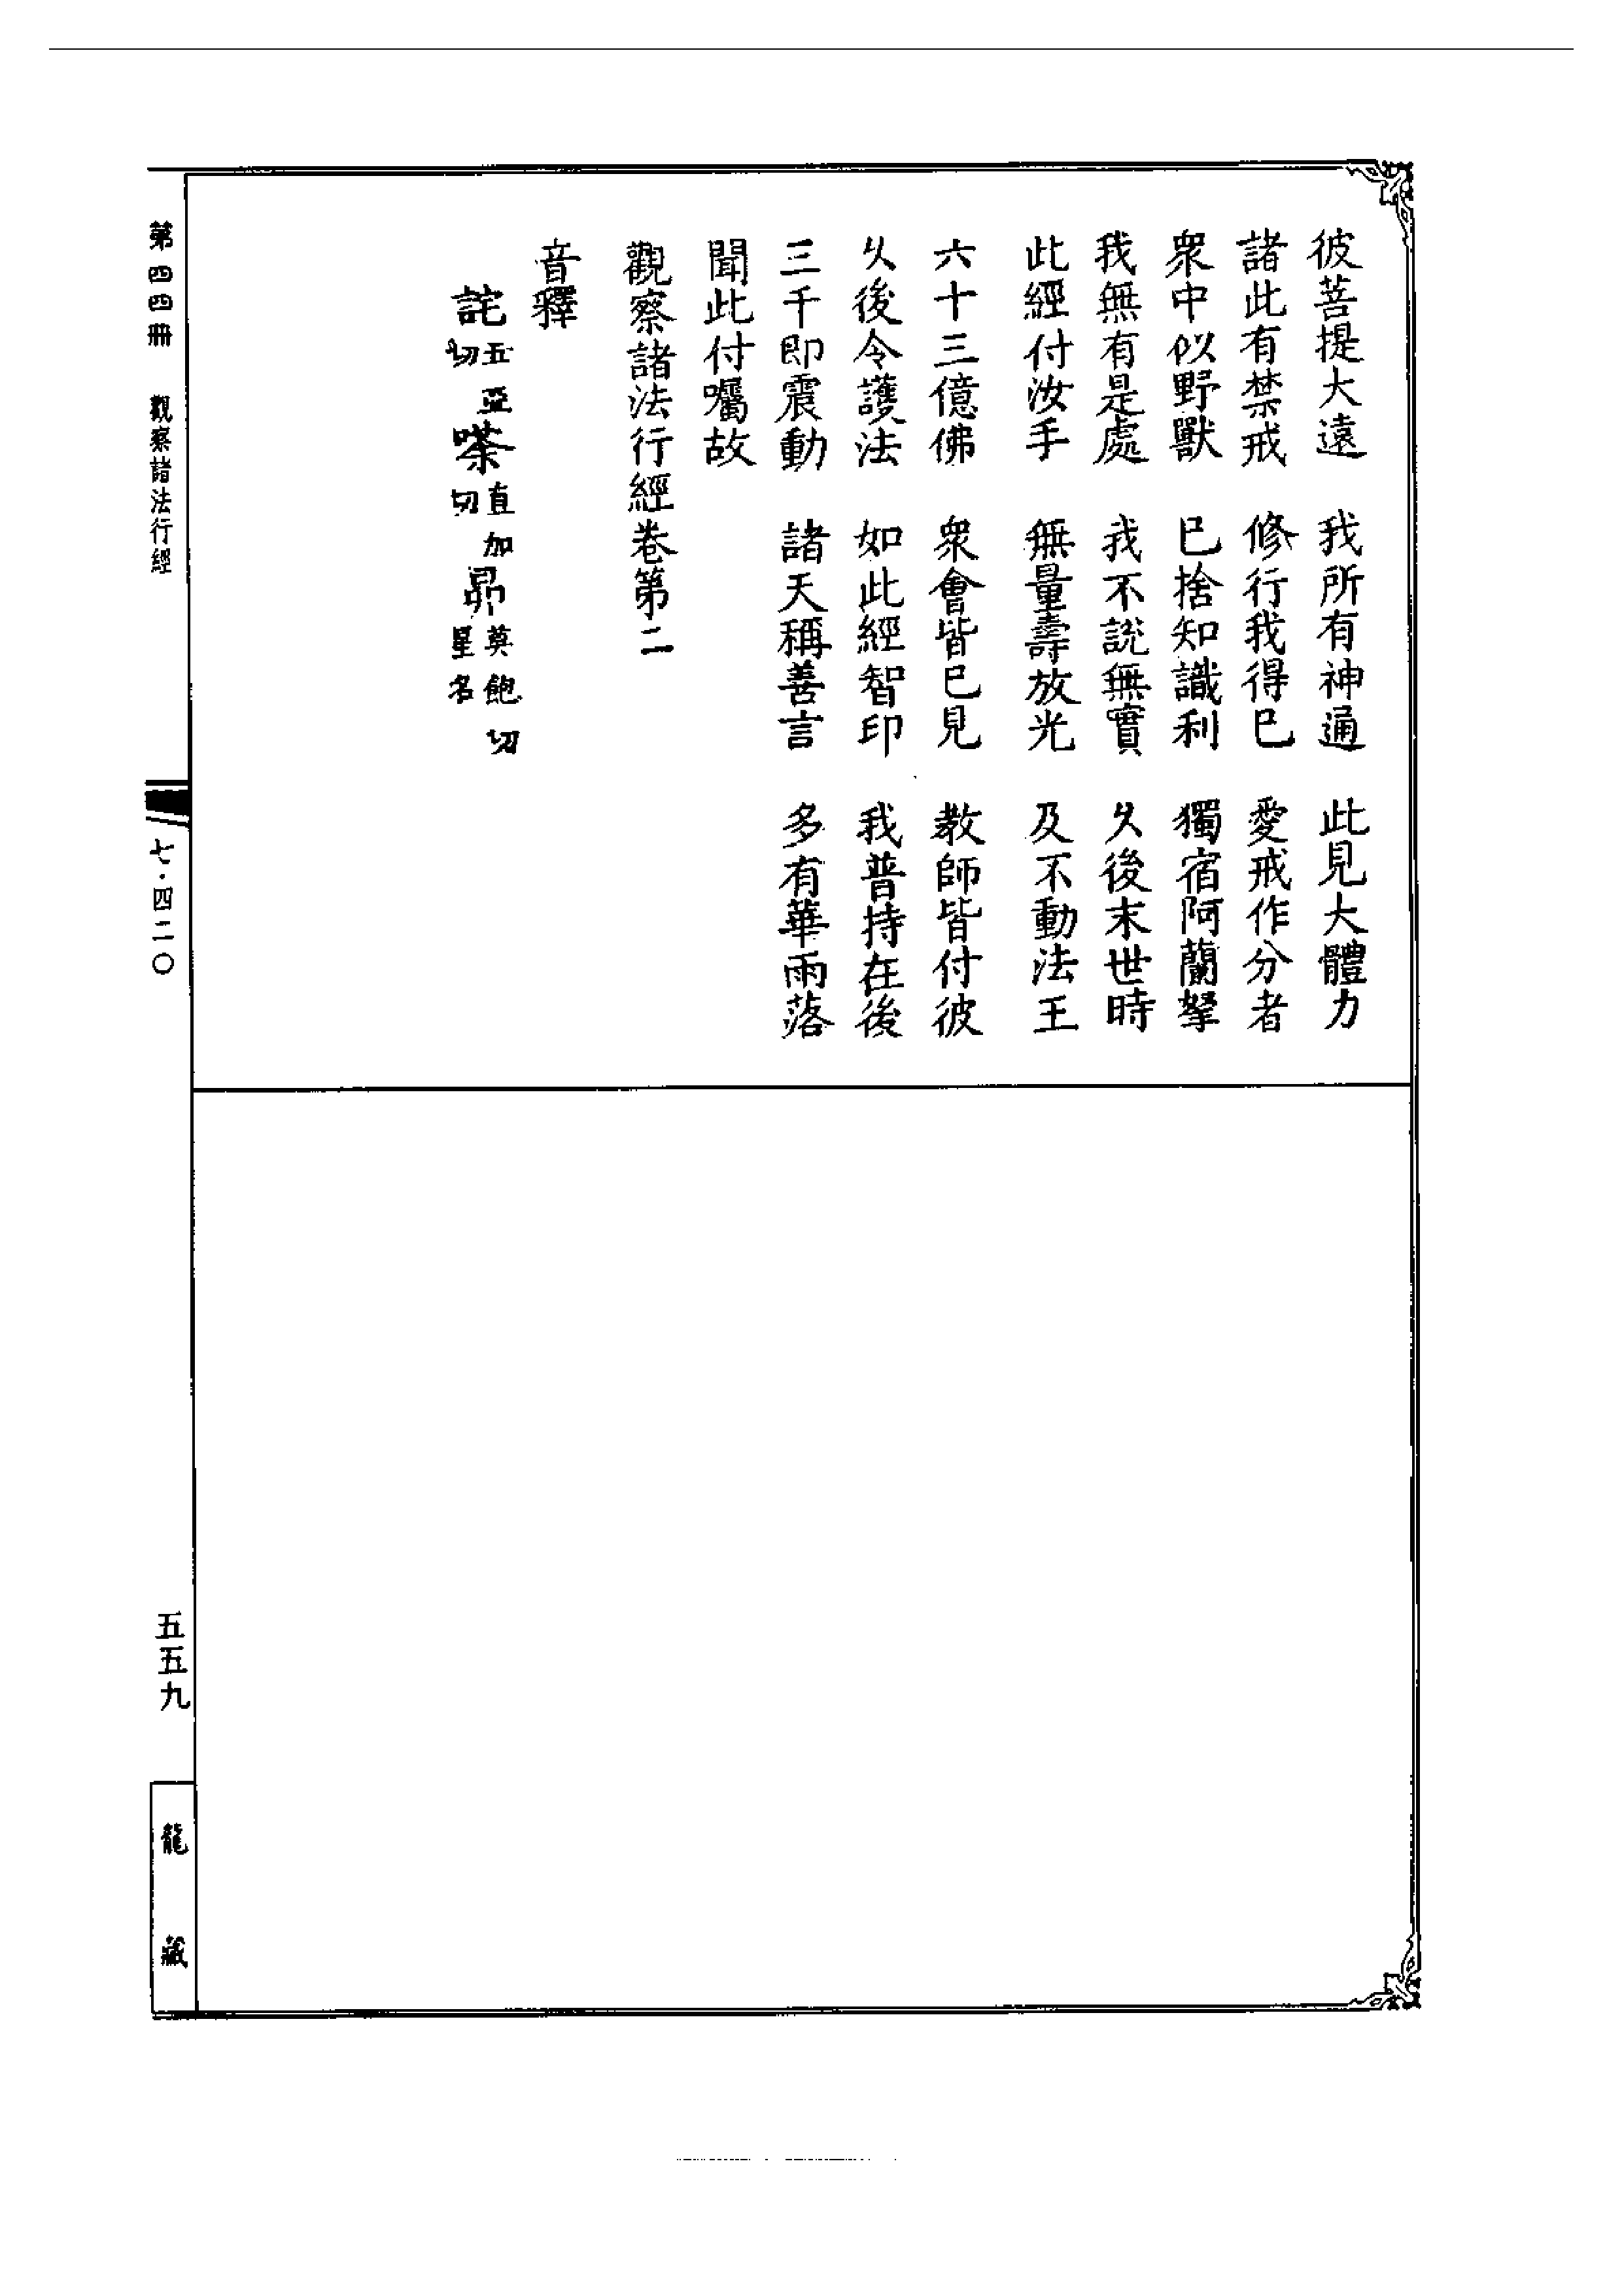 彼菩提大遠　我所有神通　此見大體力
諸此有禁戒　修行我得已　愛戒作分者
衆中似野獸　已捨知識利　獨宿阿蘭拏
我無有是處　我不說無實　久後末世時
此經付汝手　無量壽放光　及不動法王
六十三億佛　衆會皆已見　教師皆付彼
久後令護法　如此經智印　我普持在後
三千即震動　諸天稱善言　多有華雨落
聞此付囑故
觀察諸法行經卷第二
音釋
詫五亞切 㗬直加切 昴莫飽切星名
第四四冊　觀察諸法行經
七·四二〇
五五九
龍藏